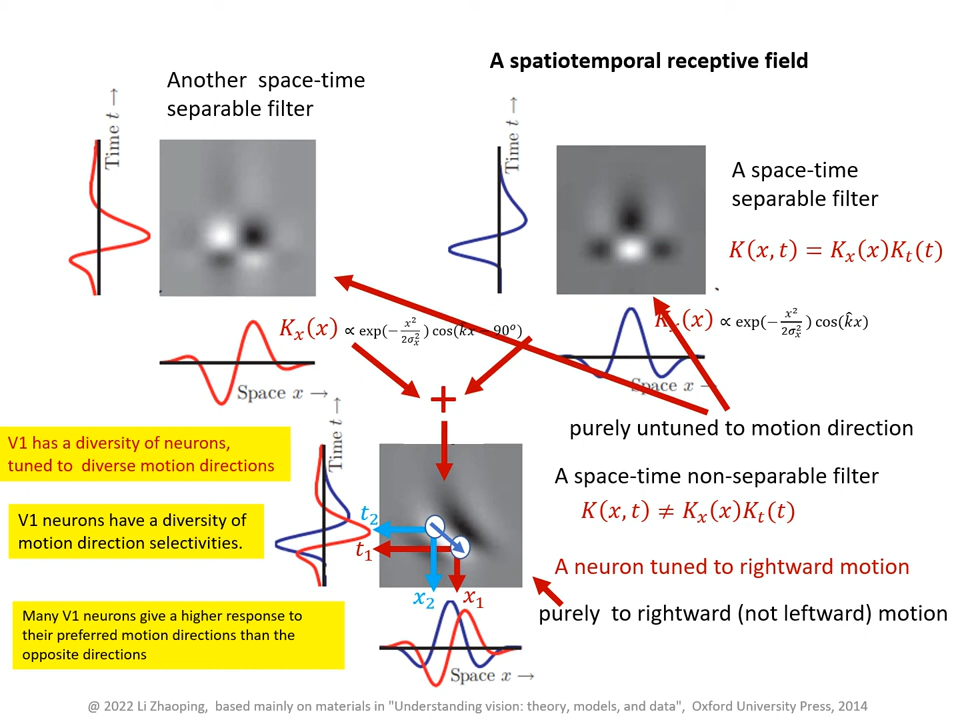 A spatiotemporal receptive field
Another space-time
separable filter
Time t →
Time t →
A space-time
separable filter
K(x, t) = Kₓ(x)Kₜ(t)
Kₓ(x) ∝ exp(−x²/2σₓ²) cos(k̂x − 90°)
Kₓ(x) ∝ exp(−x²/2σₓ²) cos(k̂x)
Space x →
Space x →
+
purely untuned to motion direction
V1 has a diversity of neurons,
tuned to diverse motion directions
Time t →
A space-time non-separable filter
K(x, t) ≠ Kₓ(x)Kₜ(t)
V1 neurons have a diversity of
motion direction selectivities.
t₂
t₁
A neuron tuned to rightward motion
x₂
x₁
purely to rightward (not leftward) motion
Many V1 neurons give a higher response to
their preferred motion directions than the
opposite directions
Space x →
@ 2022 Li Zhaoping, based mainly on materials in "Understanding vision: theory, models, and data", Oxford University Press, 2014